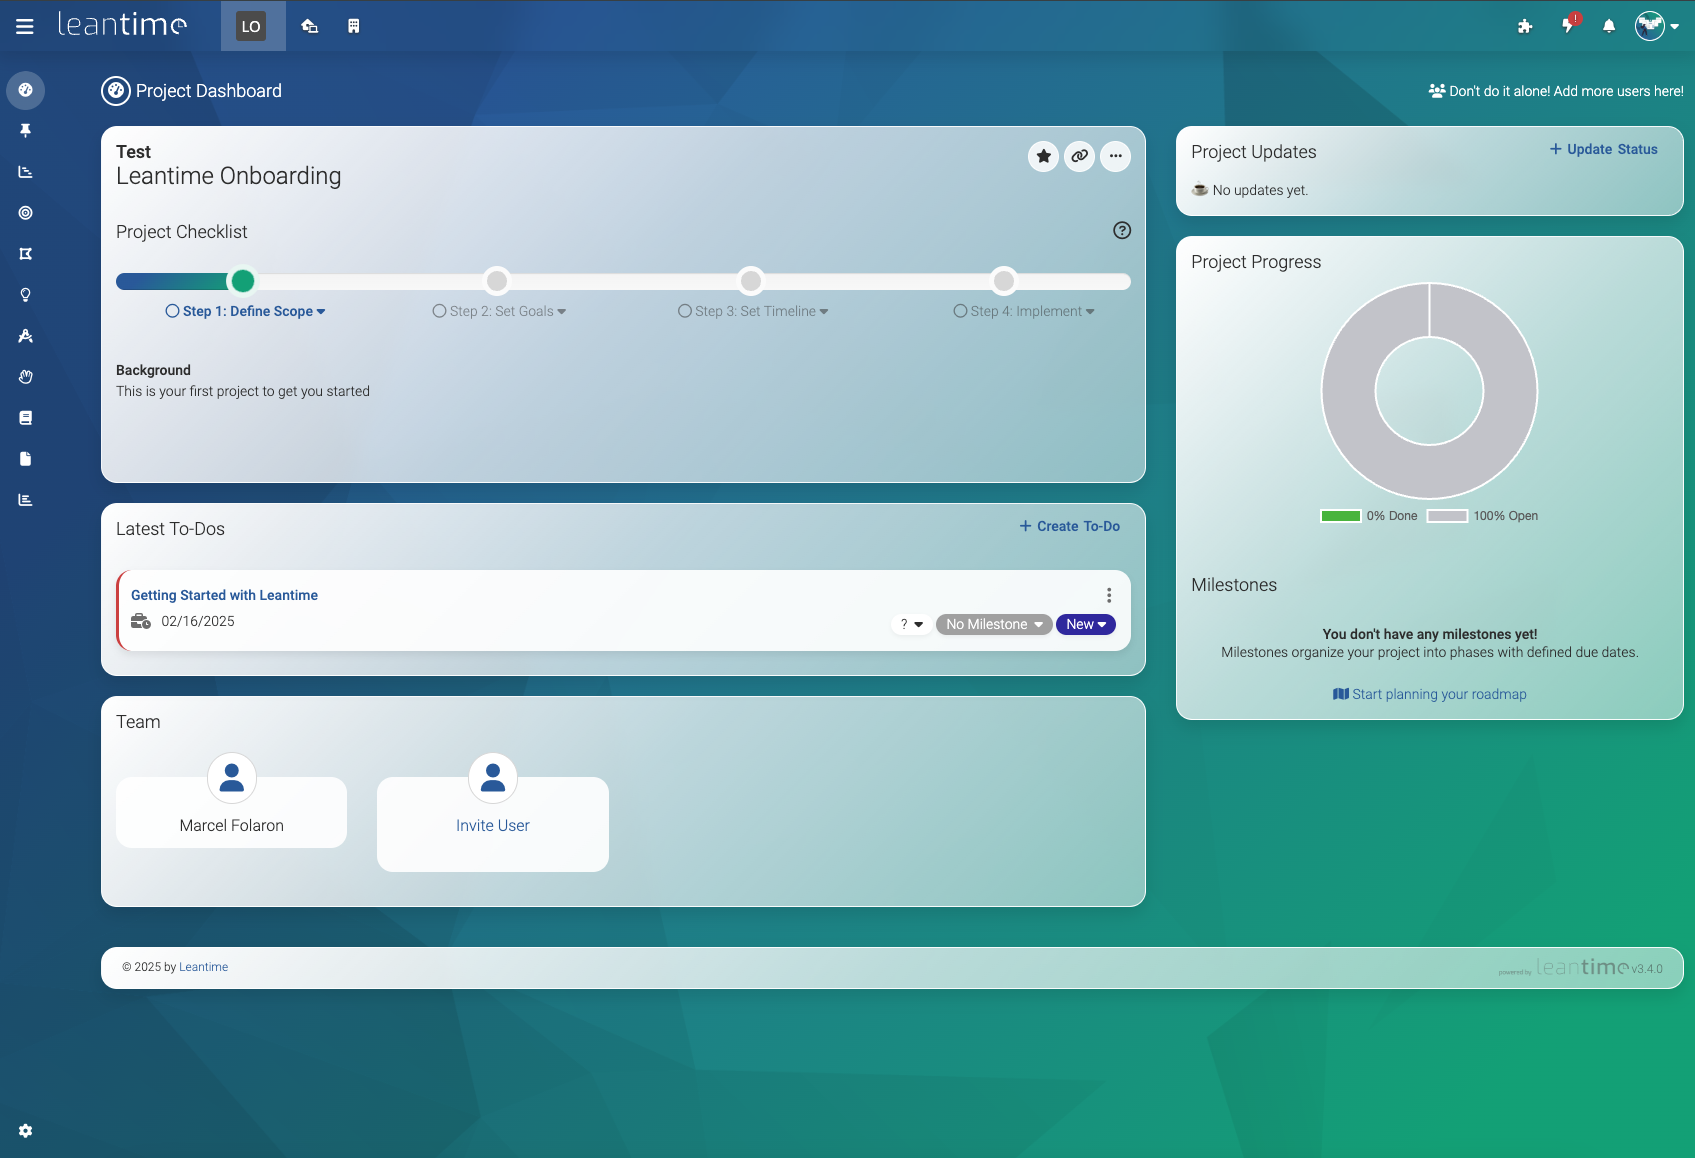 leantime
LO
!
Project Dashboard
Don't do it alone! Add more users here!
Test
Leantime Onboarding
Project Checklist
?
Step 1: Define Scope
Step 2: Set Goals
Step 3: Set Timeline
Step 4: Implement
Background
This is your first project to get you started
Latest To-Dos
+ Create To-Do
Getting Started with Leantime
02/16/2025
?
No Milestone
New
Team
Marcel Folaron
Invite User
Project Updates
+ Update Status
No updates yet.
Project Progress
0% Done
100% Open
Milestones
You don't have any milestones yet!
Milestones organize your project into phases with defined due dates.
Start planning your roadmap
© 2025 by Leantime
powered by leantime v3.4.0